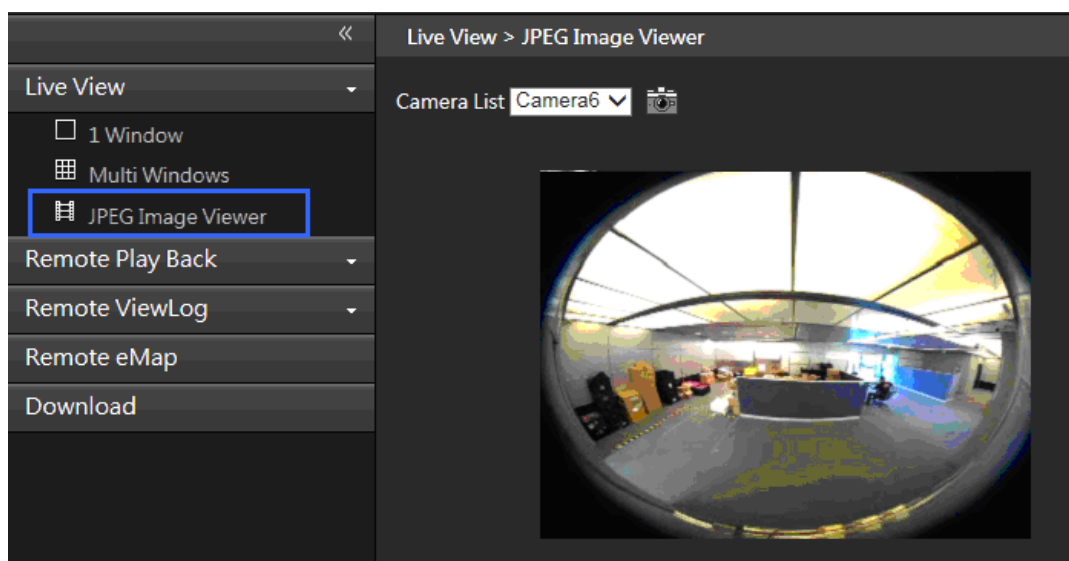 «
Live View
1 Window
Multi Windows
JPEG Image Viewer
Remote Play Back
Remote ViewLog
Remote eMap
Download
Live View > JPEG Image Viewer
Camera List Camera6